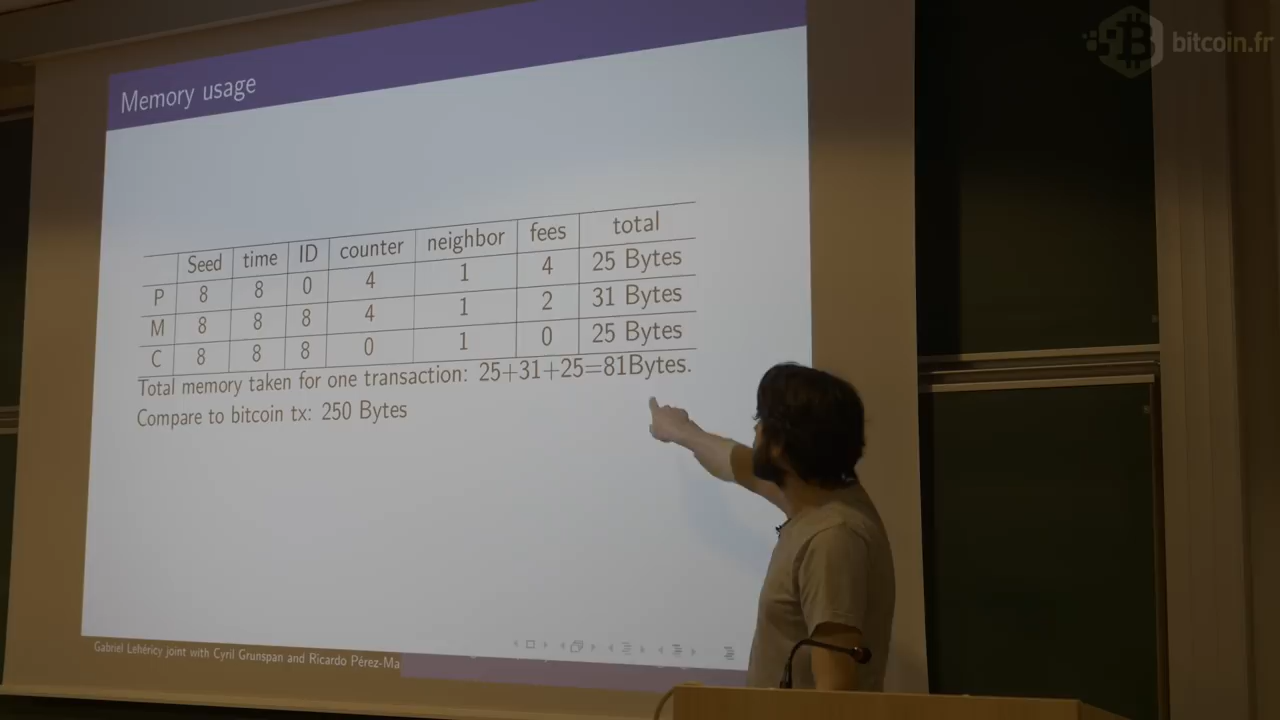 bitcoin.fr
Memory usage
Seed time ID counter neighbor fees total
P 8 8 0 4 1 4 25 Bytes
M 8 8 8 4 1 2 31 Bytes
C 8 8 8 0 1 0 25 Bytes
Total memory taken for one transaction: 25+31+25=81Bytes.
Compare to bitcoin tx: 250 Bytes
Gabriel Lehéricy joint with Cyril Grunspan and Ricardo Pérez-Ma